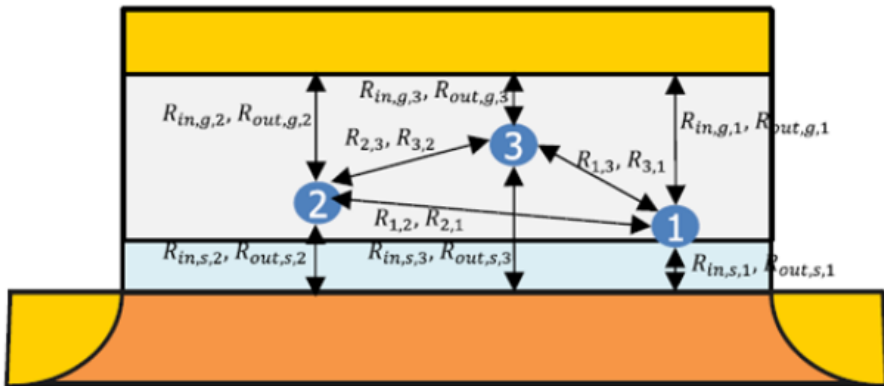 R_{in,g,3}, R_{out,g,3}
R_{in,g,2}, R_{out,g,2}
R_{in,g,1}, R_{out,g,1}
R_{2,3}, R_{3,2}
3
R_{1,3}, R_{3,1}
2
R_{1,2}, R_{2,1}
1
R_{in,s,2}, R_{out,s,2}
R_{in,s,3}, R_{out,s,3}
R_{in,s,1}, R_{out,s,1}